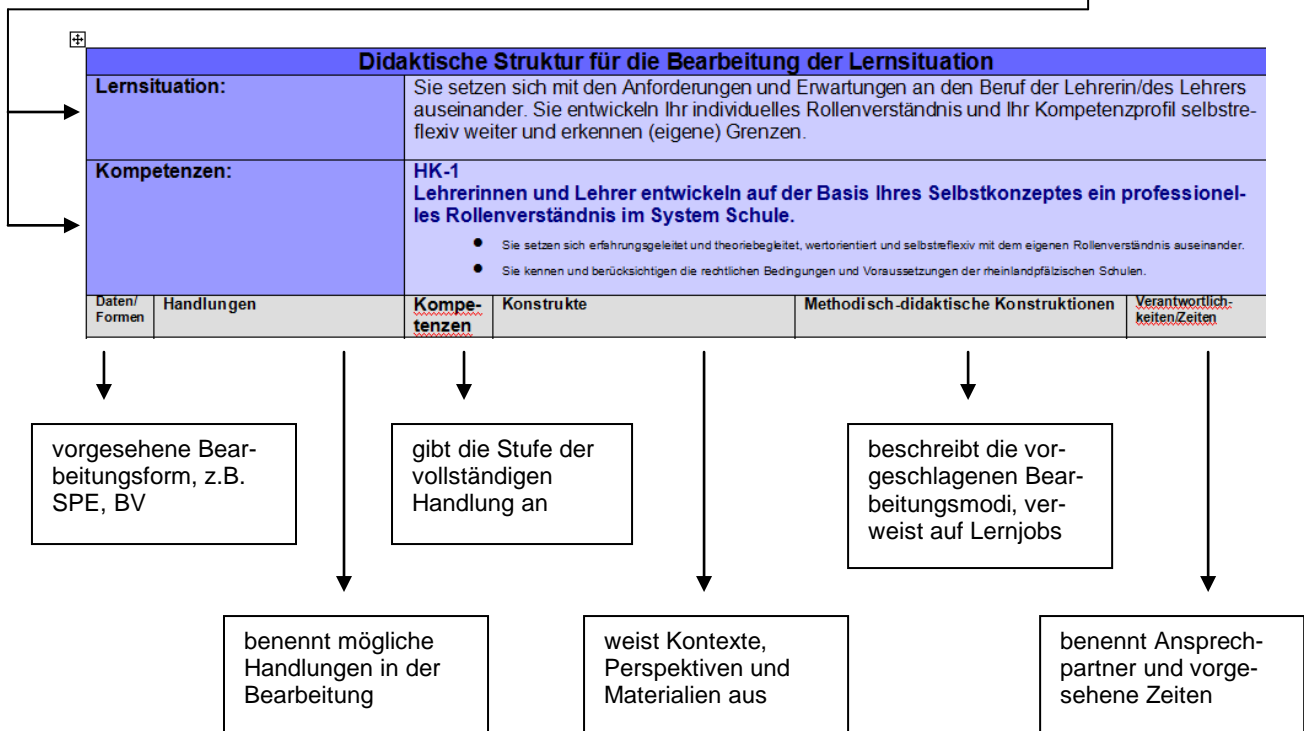 Didaktische Struktur für die Bearbeitung der Lernsituation
Lernsituation:
Sie setzen sich mit den Anforderungen und Erwartungen an den Beruf der Lehrerin/des Lehrers
auseinander. Sie entwickeln Ihr individuelles Rollenverständnis und Ihr Kompetenzprofil selbstre-
flexiv weiter und erkennen (eigene) Grenzen.
Kompetenzen:
HK-1
Lehrerinnen und Lehrer entwickeln auf der Basis Ihres Selbstkonzeptes ein professionel-
les Rollenverständnis im System Schule.
● Sie setzen sich erfahrungsgeleitet und theoriebegleitet, wertorientiert und selbstreflexiv mit dem eigenen Rollenverständnis auseinander.
● Sie kennen und berücksichtigen die rechtlichen Bedingungen und Voraussetzungen der rheinlandpfälzischen Schulen.
Daten/
Formen
Handlungen
Kompe-
tenzen
Konstrukte
Methodisch-didaktische Konstruktionen
Verantwortlich-
keiten/Zeiten
vorgesehene Bear-
beitungsform, z.B.
SPE, BV
gibt die Stufe der
vollständigen
Handlung an
beschreibt die vor-
geschlagenen Bear-
beitungsmodi, ver-
weist auf Lernjobs
benennt mögliche
Handlungen in der
Bearbeitung
weist Kontexte,
Perspektiven und
Materialien aus
benennt Ansprech-
partner und vorge-
sehene Zeiten